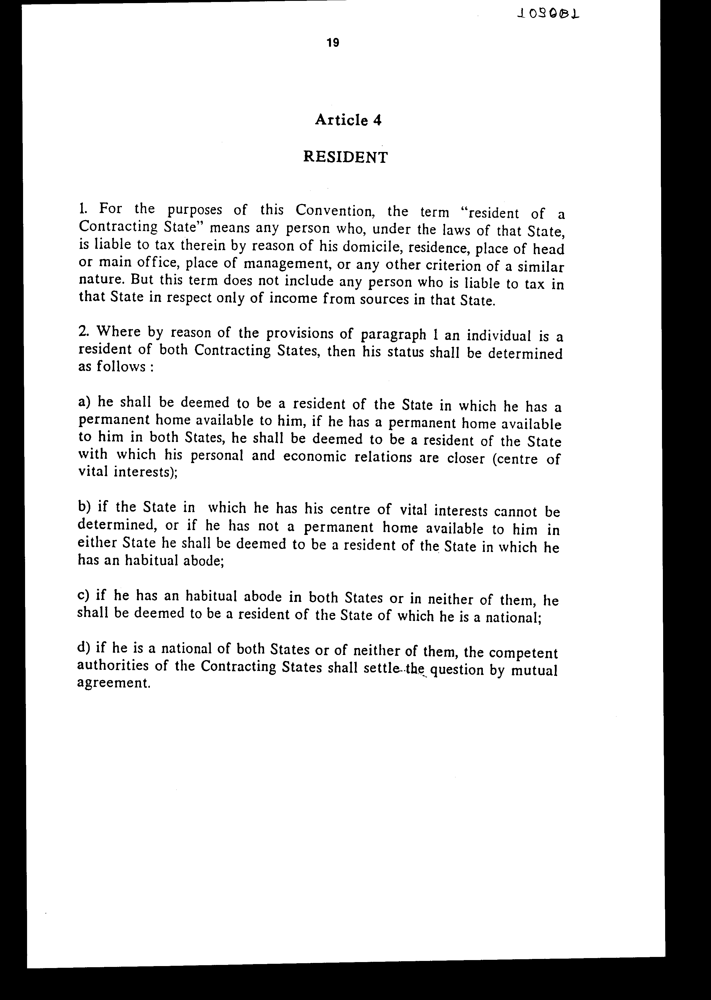 19
Article 4
RESIDENT
1. For the purposes of this Convention, the term “resident of a
Contracting State” means any person who, under the laws of that State,
is liable to tax therein by reason of his domicile, residence, place of head
or main office, place of management, or any other criterion of a similar
nature. But this term does not include any person who is liable to tax in
that State in respect only of income from sources in that State.
2. Where by reason of the provisions of paragraph 1 an individual is a
resident of both Contracting States, then his status shall be determined
as follows :
a) he shall be deemed to be a resident of the State in which he has a
permanent home available to him, if he has a permanent home available
to him in both States, he shall be deemed to be a resident of the State
with which his personal and economic relations are closer (centre of
vital interests);
b) if the State in which he has his centre of vital interests cannot be
determined, or if he has not a permanent home available to him in
either State he shall be deemed to be a resident of the State in which he
has an habitual abode;
c) if he has an habitual abode in both States or in neither of them, he
shall be deemed to be a resident of the State of which he is a national;
d) if he is a national of both States or of neither of them, the competent
authorities of the Contracting States shall settle the question by mutual
agreement.